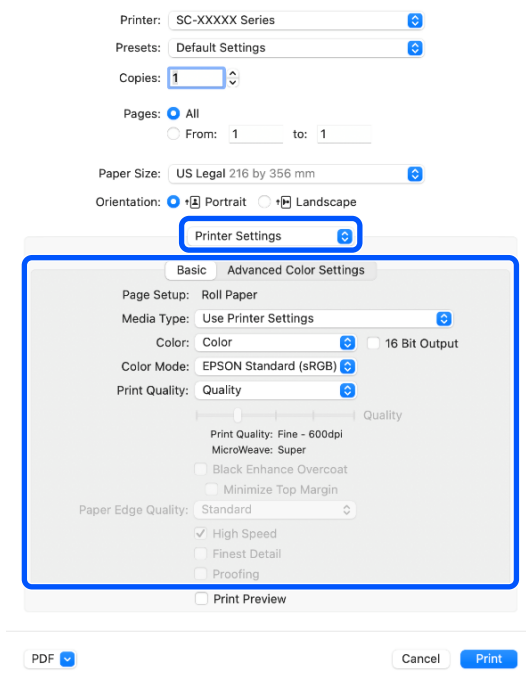 Printer: SC-XXXXX Series
Presets: Default Settings
Copies: 1
Pages: All
From: 1 to: 1
Paper Size: US Legal 216 by 356 mm
Orientation: Portrait Landscape
Printer Settings
Basic Advanced Color Settings
Page Setup: Roll Paper
Media Type: Use Printer Settings
Color: Color 16 Bit Output
Color Mode: EPSON Standard (sRGB)
Print Quality: Quality
Quality
Print Quality: Fine - 600dpi
MicroWeave: Super
Black Enhance Overcoat
Minimize Top Margin
Paper Edge Quality: Standard
High Speed
Finest Detail
Proofing
Print Preview
PDF Cancel Print